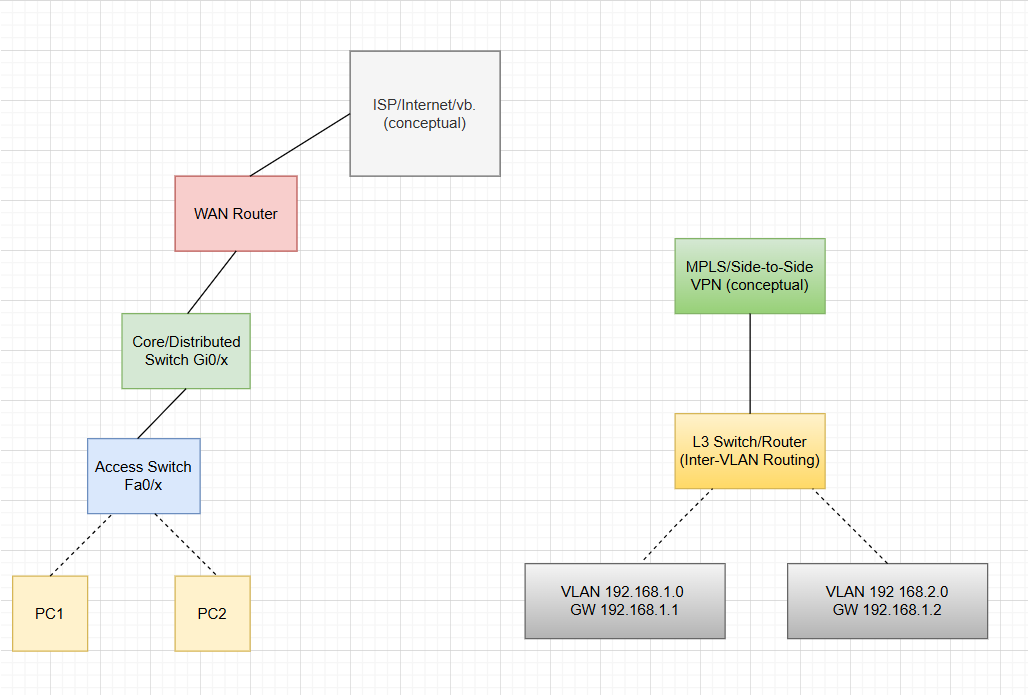 ISP/Internet/vb.
(conceptual)
WAN Router
Core/Distributed
Switch Gi0/x
Access Switch
Fa0/x
PC1
PC2
MPLS/Side-to-Side
VPN (conceptual)
L3 Switch/Router
(Inter-VLAN Routing)
VLAN 192.168.1.0
GW 192.168.1.1
VLAN 192 168.2.0
GW 192.168.1.2